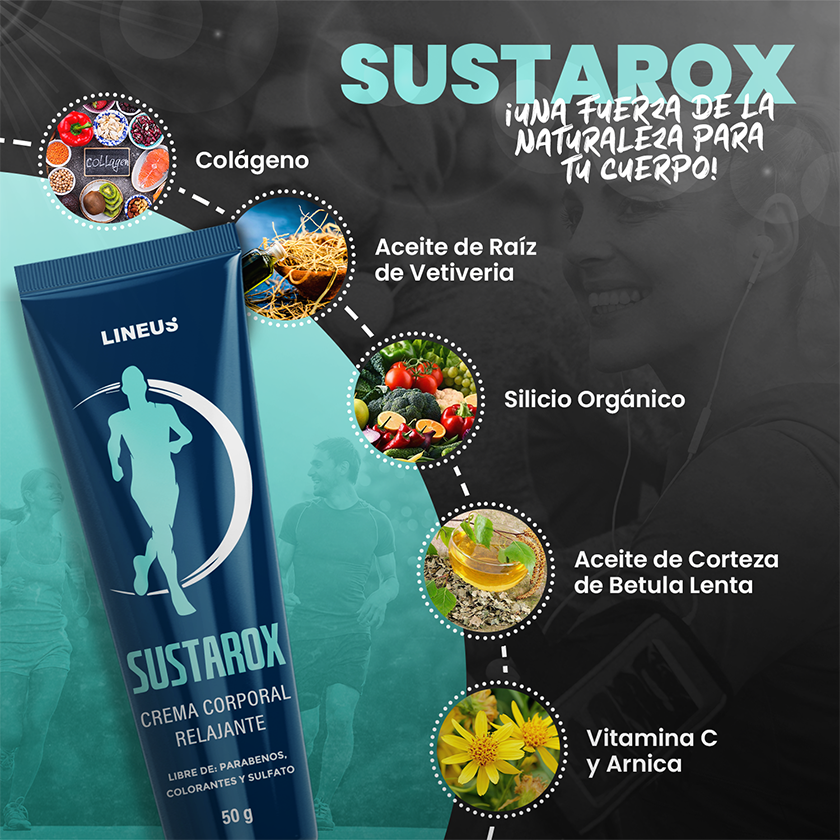 SUSTAROX
¡UNA FUERZA DE LA
NATURALEZA PARA
TU CUERPO!
collagen
Colágeno
Aceite de Raíz
de Vetiveria
Silicio Orgánico
Aceite de Corteza
de Betula Lenta
Vitamina C
y Arnica
LINEUS
SUSTAROX
CREMA CORPORAL
RELAJANTE
LIBRE DE: PARABENOS,
COLORANTES Y SULFATO
50 g